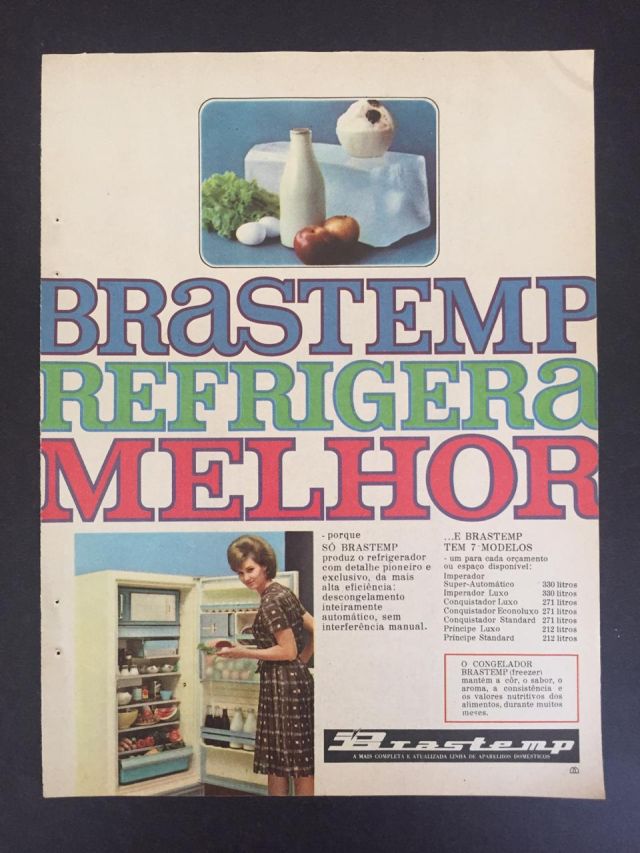 BRaSTEMP
REFRIGERa
MELHOR
- porque
SÓ BRASTEMP
produz o refrigerador
com detalhe pioneiro e
exclusivo, da mais
alta eficiência:
descongelamento
inteiramente
automático, sem
interferência manual.
...E BRASTEMP
TEM 7 MODELOS
- um para cada orçamento
ou espaço disponível:
Imperador
Super-Automático 330 litros
Imperador Luxo 330 litros
Conquistador Luxo 271 litros
Conquistador Econoluxo 271 litros
Conquistador Standard 271 litros
Príncipe Luxo 212 litros
Príncipe Standard 212 litros
O CONGELADOR
BRASTEMP (freezer)
mantém a côr, o sabor, o
aroma, a consistência e
os valores nutritivos dos
alimentos, durante muitos
meses.
Brastemp
A MAIS COMPLETA E ATUALIZADA LINHA DE APARELHOS DOMÉSTICOS